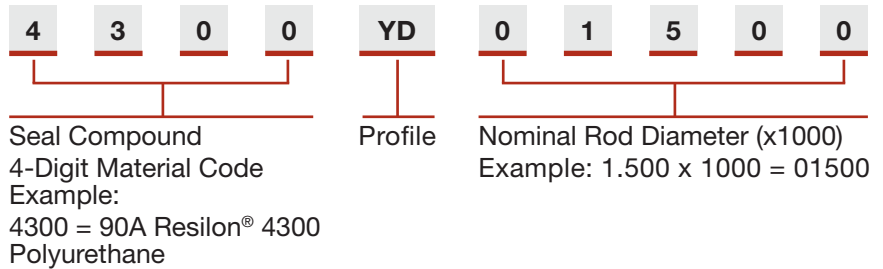 4 3 0 0 YD 0 1 5 0 0
Seal Compound
4-Digit Material Code
Example:
4300 = 90A Resilon® 4300
Polyurethane
Profile
Nominal Rod Diameter (x1000)
Example: 1.500 x 1000 = 01500